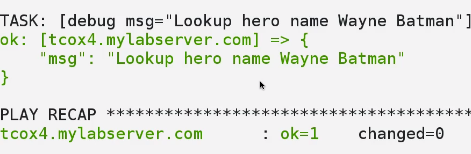 TASK: [debug msg="Lookup hero name Wayne Batman"]
ok: [tcox4.mylabserver.com] => {
    "msg": "Lookup hero name Wayne Batman"
}
PLAY RECAP ***************************************
tcox4.mylabserver.com      : ok=1    changed=0